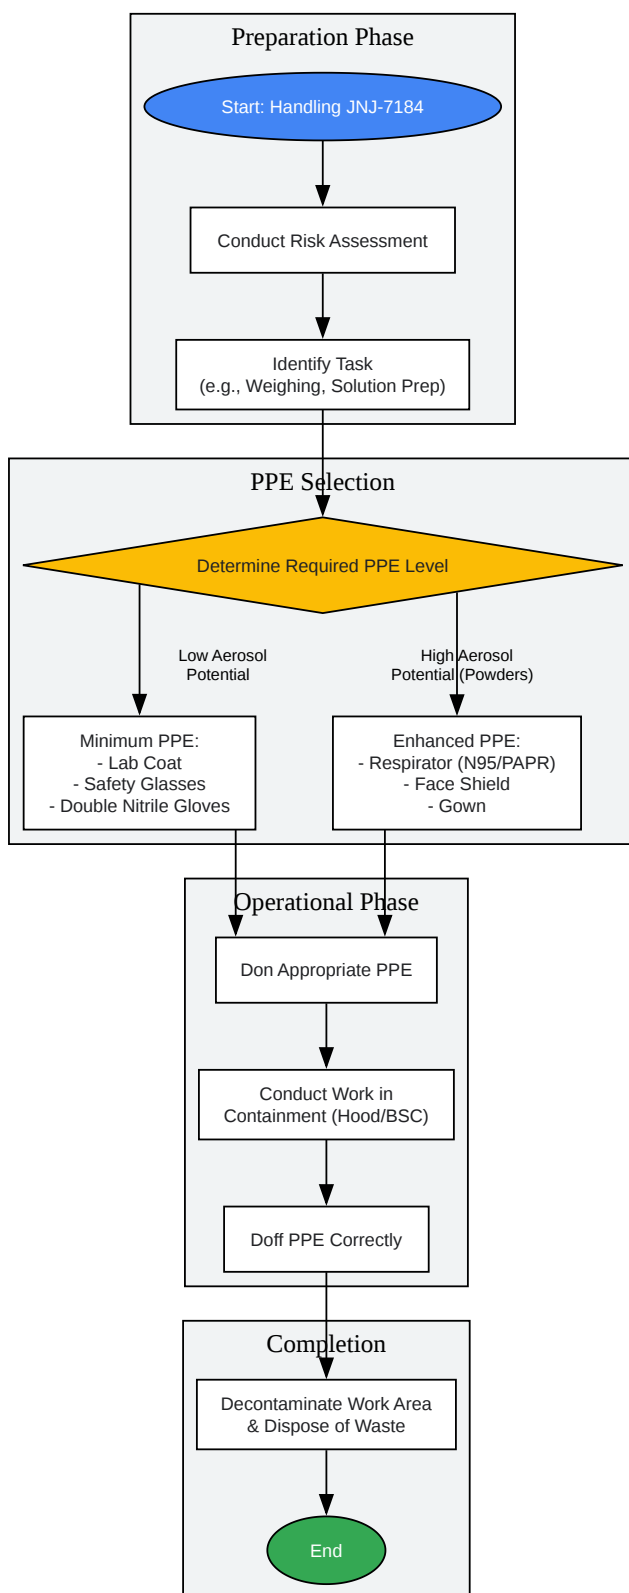 Preparation Phase
Start: Handling JNJ-7184
Conduct Risk Assessment
Identify Task
(e.g., Weighing, Solution Prep)
PPE Selection
Determine Required PPE Level
Low Aerosol
Potential
High Aerosol
Potential (Powders)
Minimum PPE:
- Lab Coat
- Safety Glasses
- Double Nitrile Gloves
Enhanced PPE:
- Respirator (N95/PAPR)
- Face Shield
- Gown
Operational Phase
Don Appropriate PPE
Conduct Work in
Containment (Hood/BSC)
Doff PPE Correctly
Completion
Decontaminate Work Area
& Dispose of Waste
End